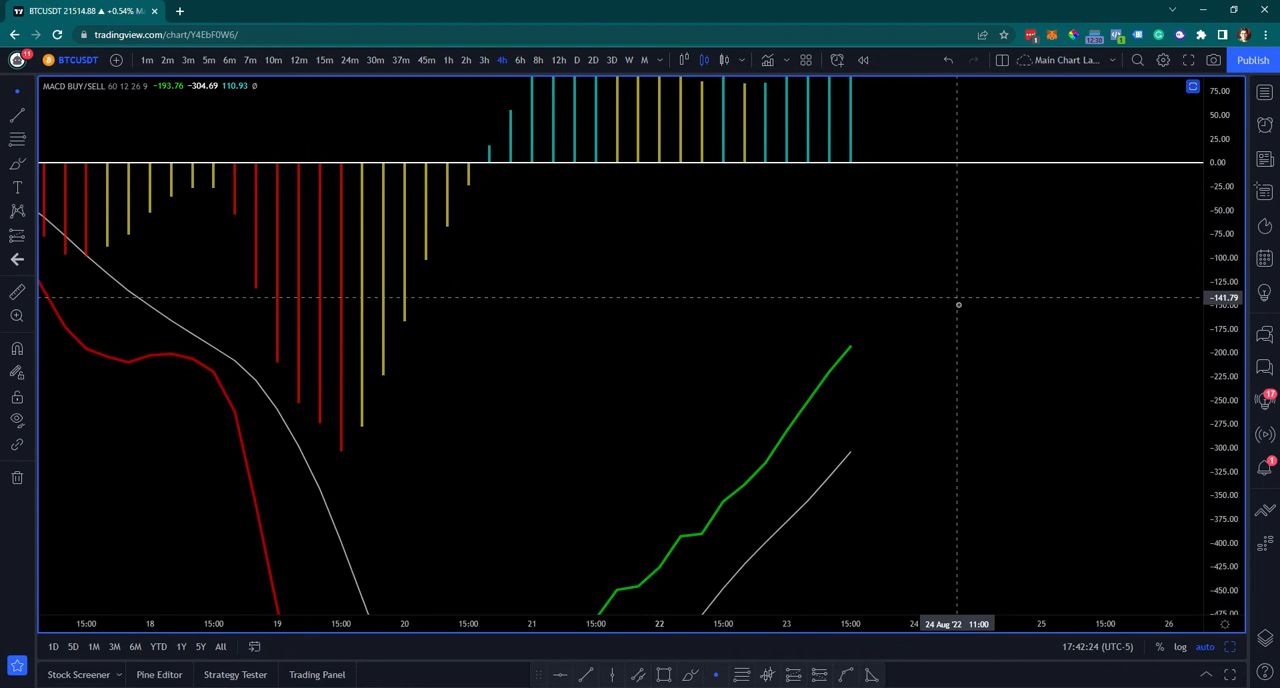 BTCUSDT 21514.88 ▲ +0.54% M
tradingview.com/chart/Y4EbF0W6/
1
12:30
1
11
BTCUSDT
1m 2m 3m 5m 6m 7m 10m 12m 15m 24m 30m 37m 45m 1h 2h 3h 4h 6h 8h 12h D 2D 3D W M
Main Chart La...
Publish
MACD BUY/SELL 60 12 26 9 −193.76 −304.69 110.93 Ø
75.00
50.00
25.00
0.00
−25.00
−50.00
−75.00
−100.00
−125.00
−141.79
−150.00
−175.00
−200.00
−225.00
−250.00
−275.00
−300.00
−325.00
−350.00
−375.00
−400.00
−425.00
−450.00
−475.00
17
1
15:00 18 15:00 19 15:00 20 15:00 21 15:00 22 15:00 23 15:00 24 24 Aug '22 11:00 25 15:00 26
1D 5D 1M 3M 6M YTD 1Y 5Y All
17:42:24 (UTC-5) % log auto
Stock Screener Pine Editor Strategy Tester Trading Panel